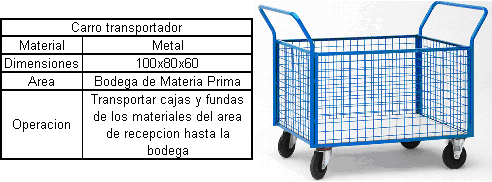 Carro transportador
Material Metal
Dimensiones 100x80x60
Area Bodega de Materia Prima
Operacion Transportar cajas y fundas
de los materiales del area
de recepcion hasta la
bodega